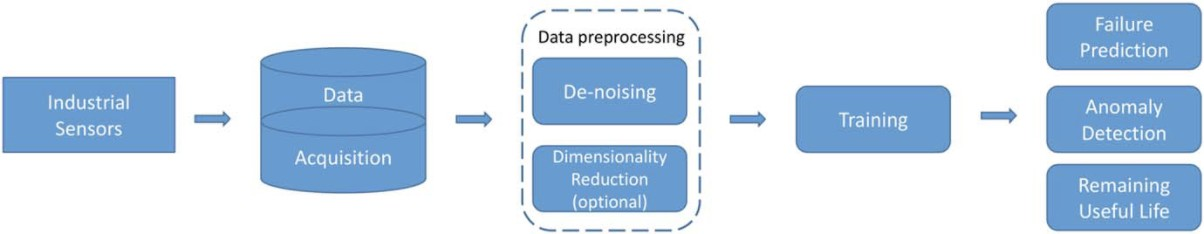 Industrial
Sensors
Data
Acquisition
Data preprocessing
De-noising
Dimensionality
Reduction
(optional)
Training
Failure
Prediction
Anomaly
Detection
Remaining
Useful Life